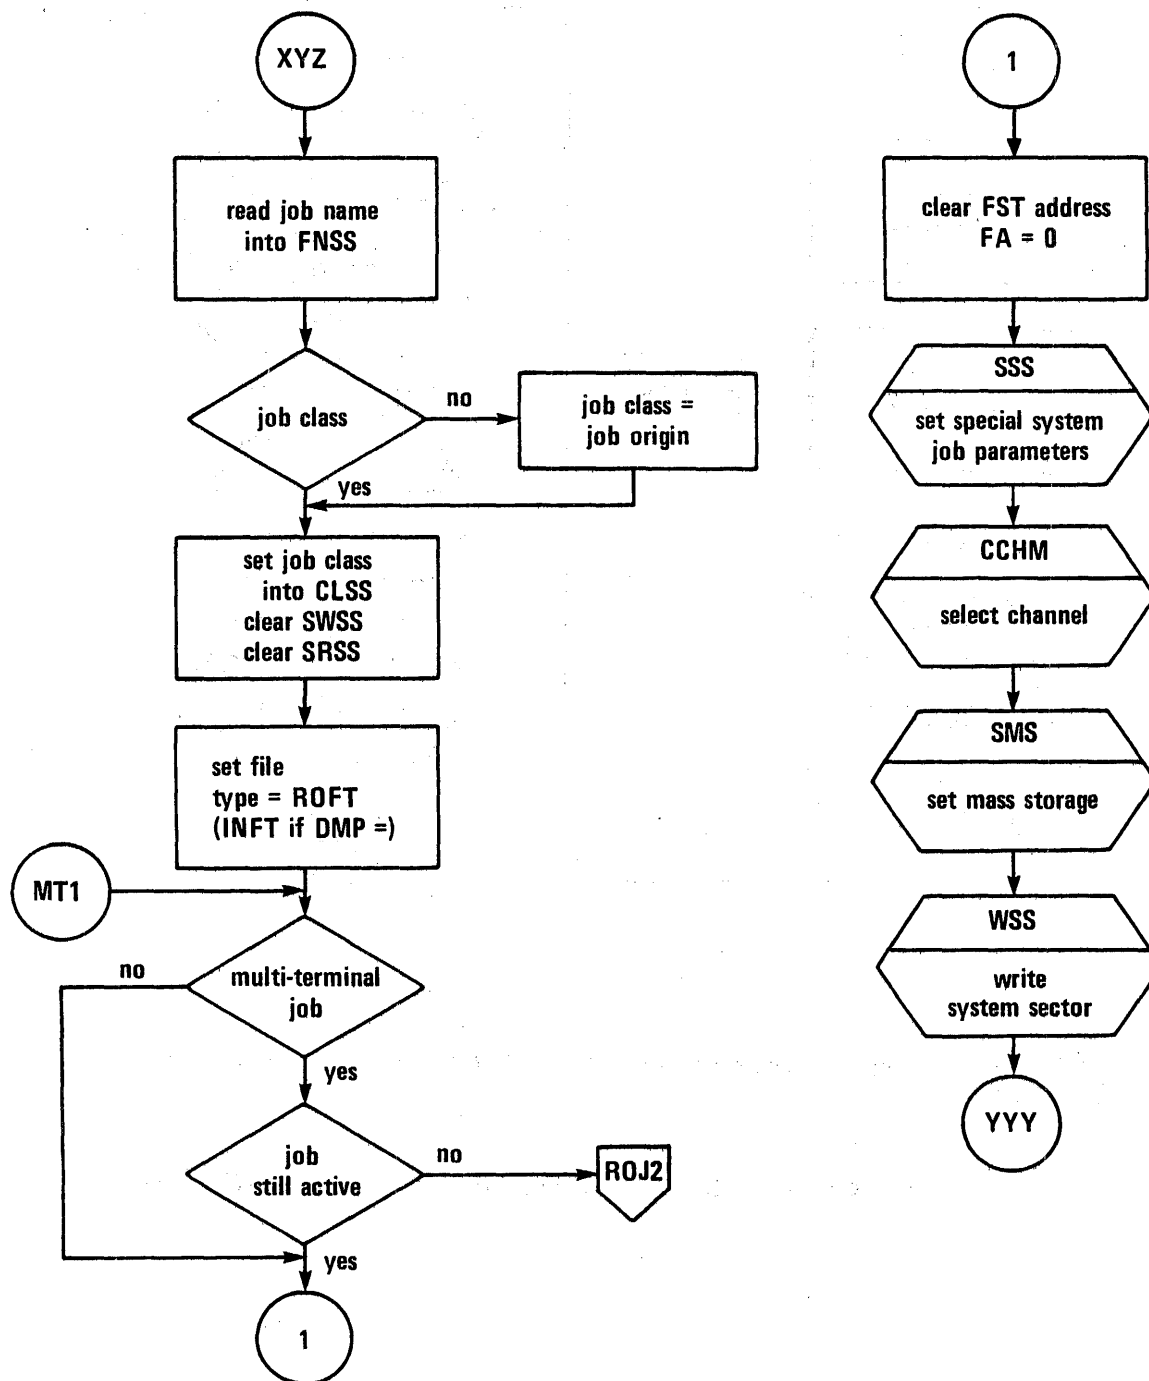 XYZ
read job name
into FNSS
job class
no
job class =
job origin
yes
set job class
into CLSS
clear SWSS
clear SRSS
set file
type = ROFT
(INFT if DMP =)
MT1
multi-terminal
job
no
yes
job
still active
no
ROJ2
yes
1
1
clear FST address
FA = 0
SSS
set special system
job parameters
CCHM
select channel
SMS
set mass storage
WSS
write
system sector
YYY